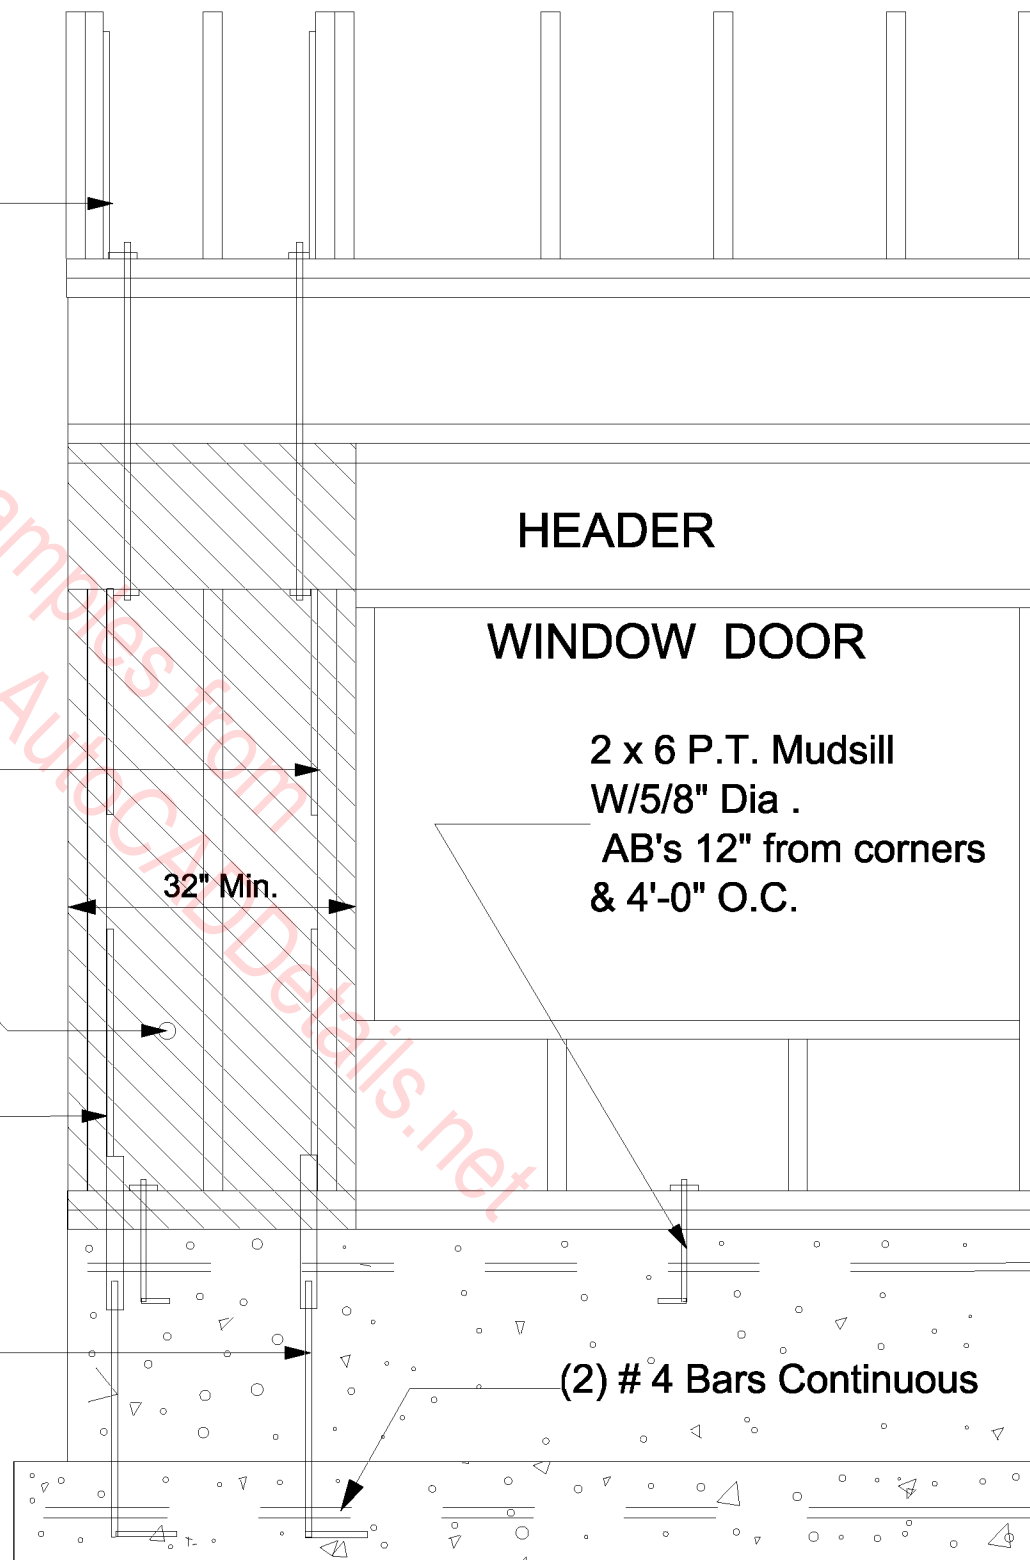 HEADER
WINDOW DOOR
2 x 6 P.T. Mudsill
W/5/8" Dia .
AB's 12" from corners
& 4'-0" O.C.
32" Min.
(2) # 4 Bars Continuous
from
AutoCADDetails.net